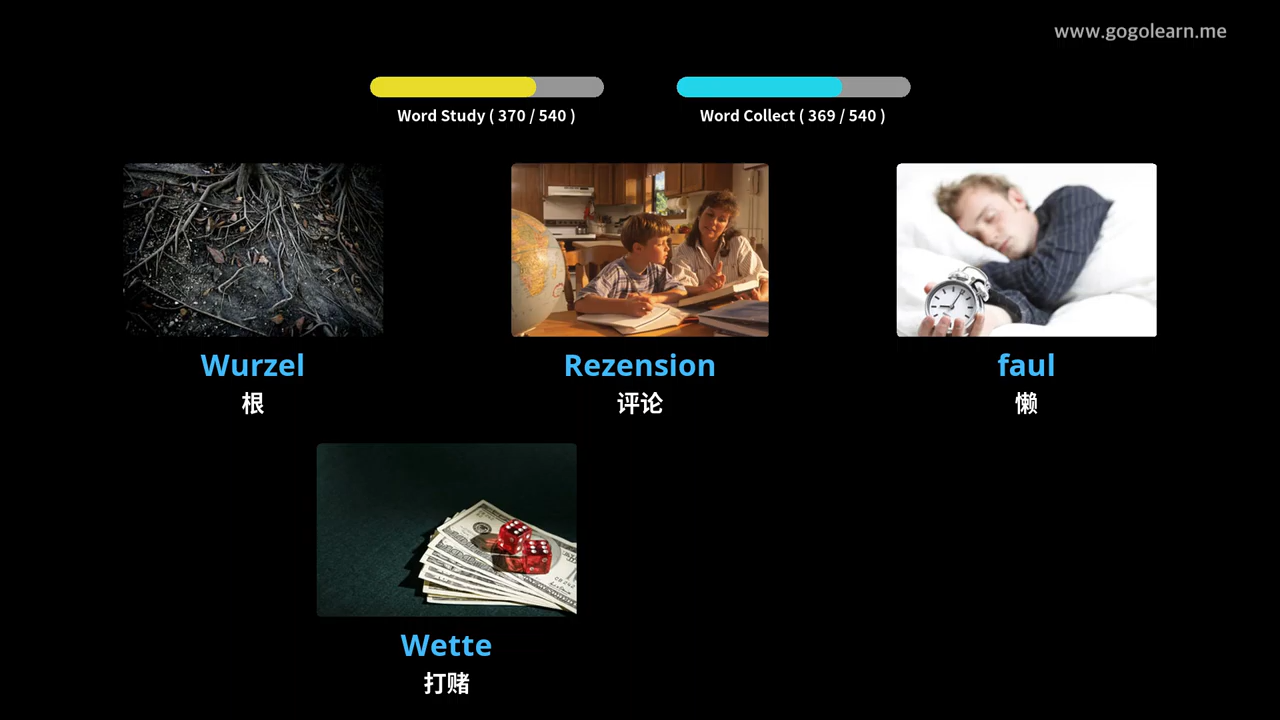 www.gogolearn.me
Word Study ( 370 / 540 )
Word Collect ( 369 / 540 )
Wurzel
根
Rezension
评论
faul
懒
Wette
打赌